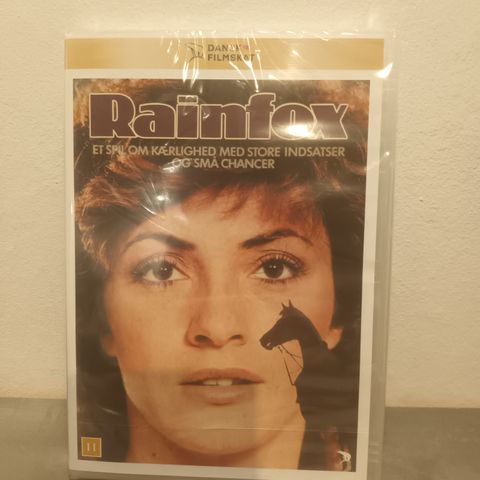 DANSK
FILMSKAT
Rainfox
ET SPIL OM KÆRLIGHED MED STORE INDSATSER
OG SMÅ CHANCER
11